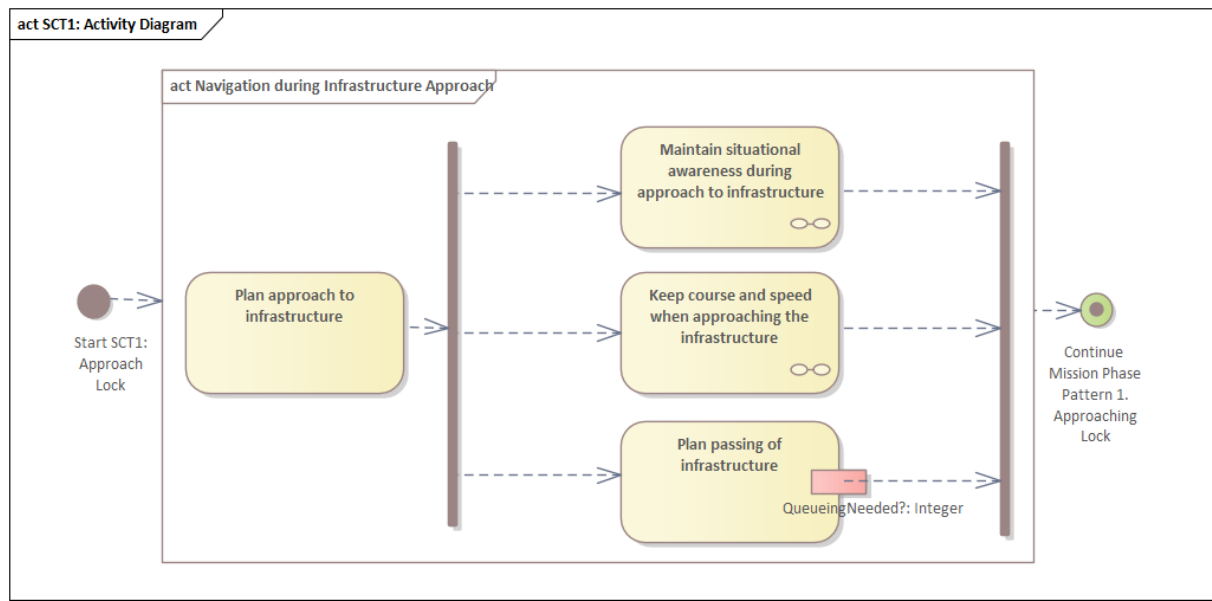 act SCT1: Activity Diagram
act Navigation during Infrastructure Approach
Start SCT1:
Approach
Lock
Plan approach to
infrastructure
Maintain situational
awareness during
approach to infrastructure
Keep course and speed
when approaching the
infrastructure
Plan passing of
infrastructure
QueueingNeeded?: Integer
Continue
Mission Phase
Pattern 1.
Approaching
Lock